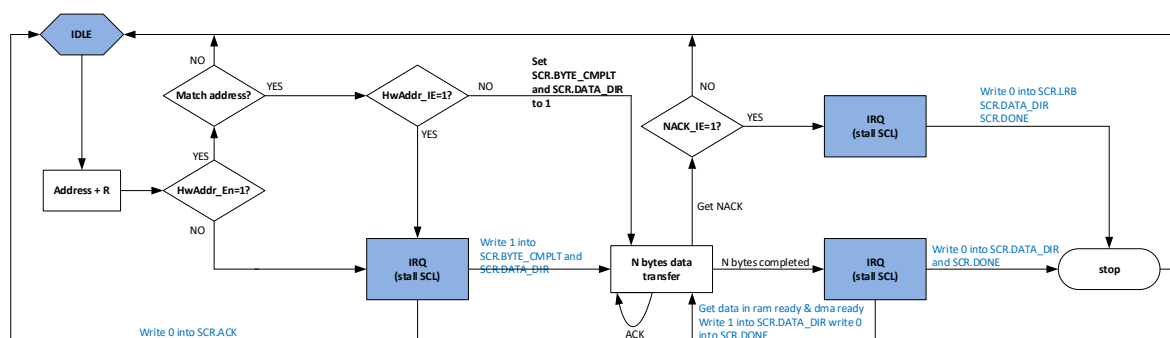 IDLE
NO
Match address?
YES
HwAddr_IE=1?
NO
Set
SCR.BYTE_CMPLT
and SCR.DATA_DIR
to 1
NO
NACK_IE=1?
YES
IRQ
(stall SCL)
Write 0 into SCR.LRB
SCR.DATA_DIR
SCR.DONE
YES
YES
Address + R
HwAddr_En=1?
Get NACK
NO
IRQ
(stall SCL)
Write 1 into
SCR.BYTE_CMPLT and
SCR.DATA_DIR
N bytes data
transfer
N bytes completed
IRQ
(stall SCL)
Write 0 into SCR.DATA_DIR
and SCR.DONE
stop
ACK
Get data in ram ready & dma ready
Write 1 into SCR.DATA_DIR write 0
into SCR.DONE
Write 0 into SCR.ACK